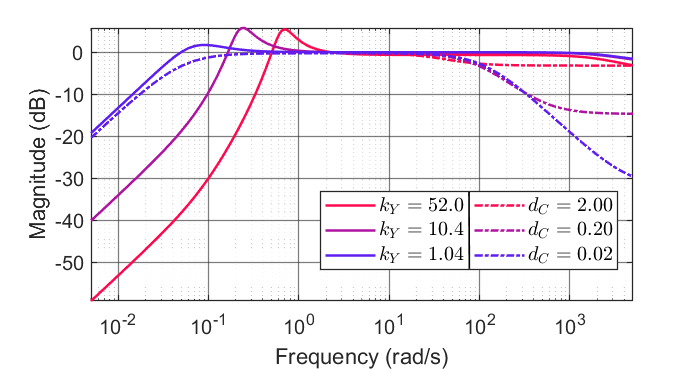 0
-10
-20
-30
-40
-50
Magnitude (dB)
k_Y = 52.0 d_C = 2.00
k_Y = 10.4 d_C = 0.20
k_Y = 1.04 d_C = 0.02
10^-2 10^-1 10^0 10^1 10^2 10^3
Frequency (rad/s)